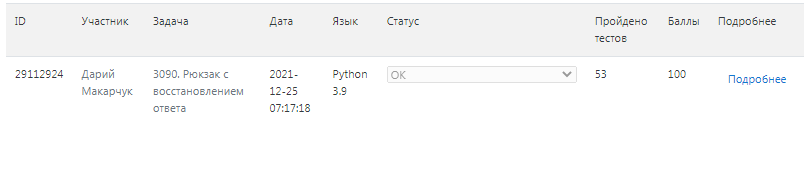 ID Участник Задача Дата Язык Статус Пройдено тестов Баллы Подробнее
29112924 Дарий Макарчук 3090. Рюкзак с восстановлением ответа 2021-12-25 07:17:18 Python 3.9 OK 53 100 Подробнее